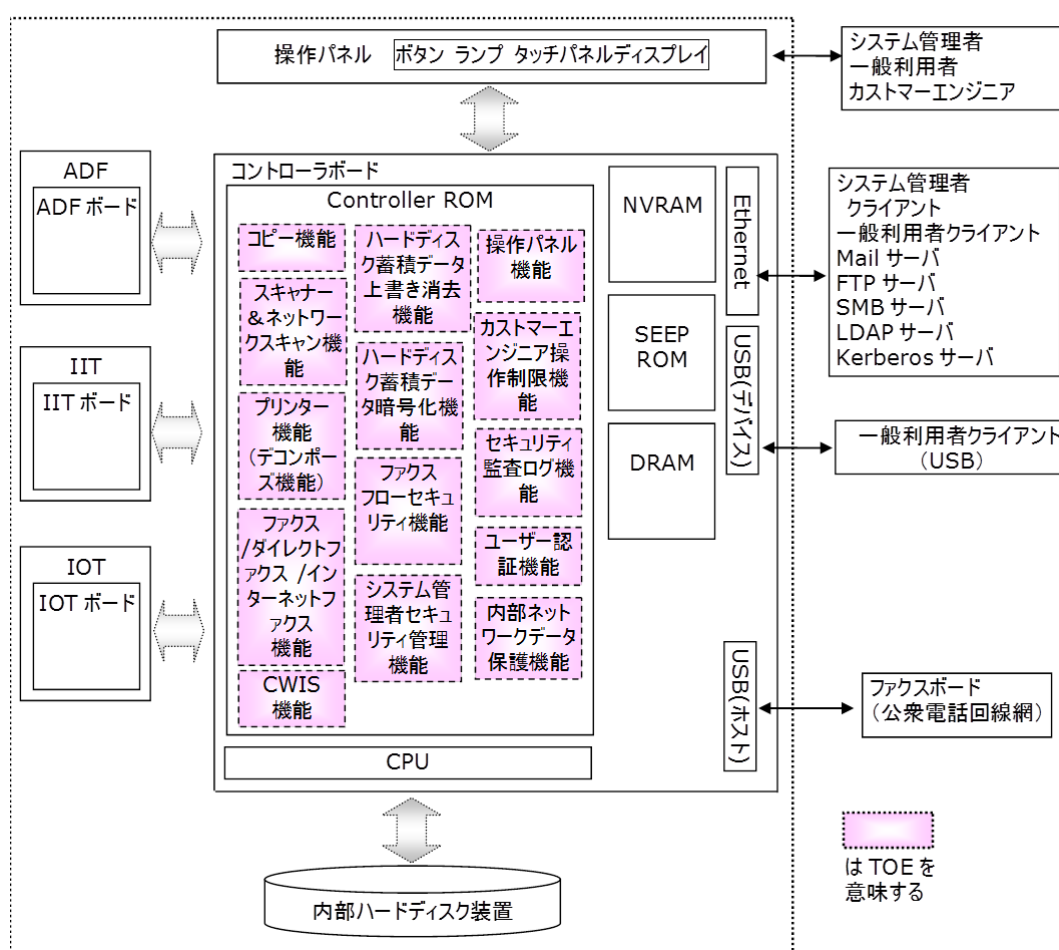 操作パネル ボタン ランプ タッチパネルディスプレイ
システム管理者
一般利用者
カストマーエンジニア
ADF
ADF ボード
IIT
IIT ボード
IOT
IOT ボード
コントローラボード
Controller ROM
コピー機能
スキャナー
＆ネットワー
クスキャン機
能
プリンター
機能
（デコンポー
ズ機能）
ファクス
/ダイレクトフ
ァクス /イン
ターネットフ
ァクス
機能
CWIS
機能
ハードディス
ク蓄積データ
上書き消去
機能
ハードディス
ク蓄積デー
タ暗号化機
能
ファクス
フローセキュ
リティ機能
システム管
理者セキュ
リティ管理
機能
操作パネル
機能
カストマーエ
ンジニア操
作制限機
能
セキュリティ
監査ログ機
能
ユーザー認
証機能
内部ネット
ワークデータ
保護機能
NVRAM
SEEP
ROM
DRAM
Ethernet
USB(デバイス)
USB(ホスト)
CPU
システム管理者
クライアント
一般利用者クライアント
Mail サーバ
FTP サーバ
SMB サーバ
LDAP サーバ
Kerberos サーバ
一般利用者クライアント
（USB）
ファクスボード
（公衆電話回線網）
は TOE を
意味する
内部ハードディスク装置